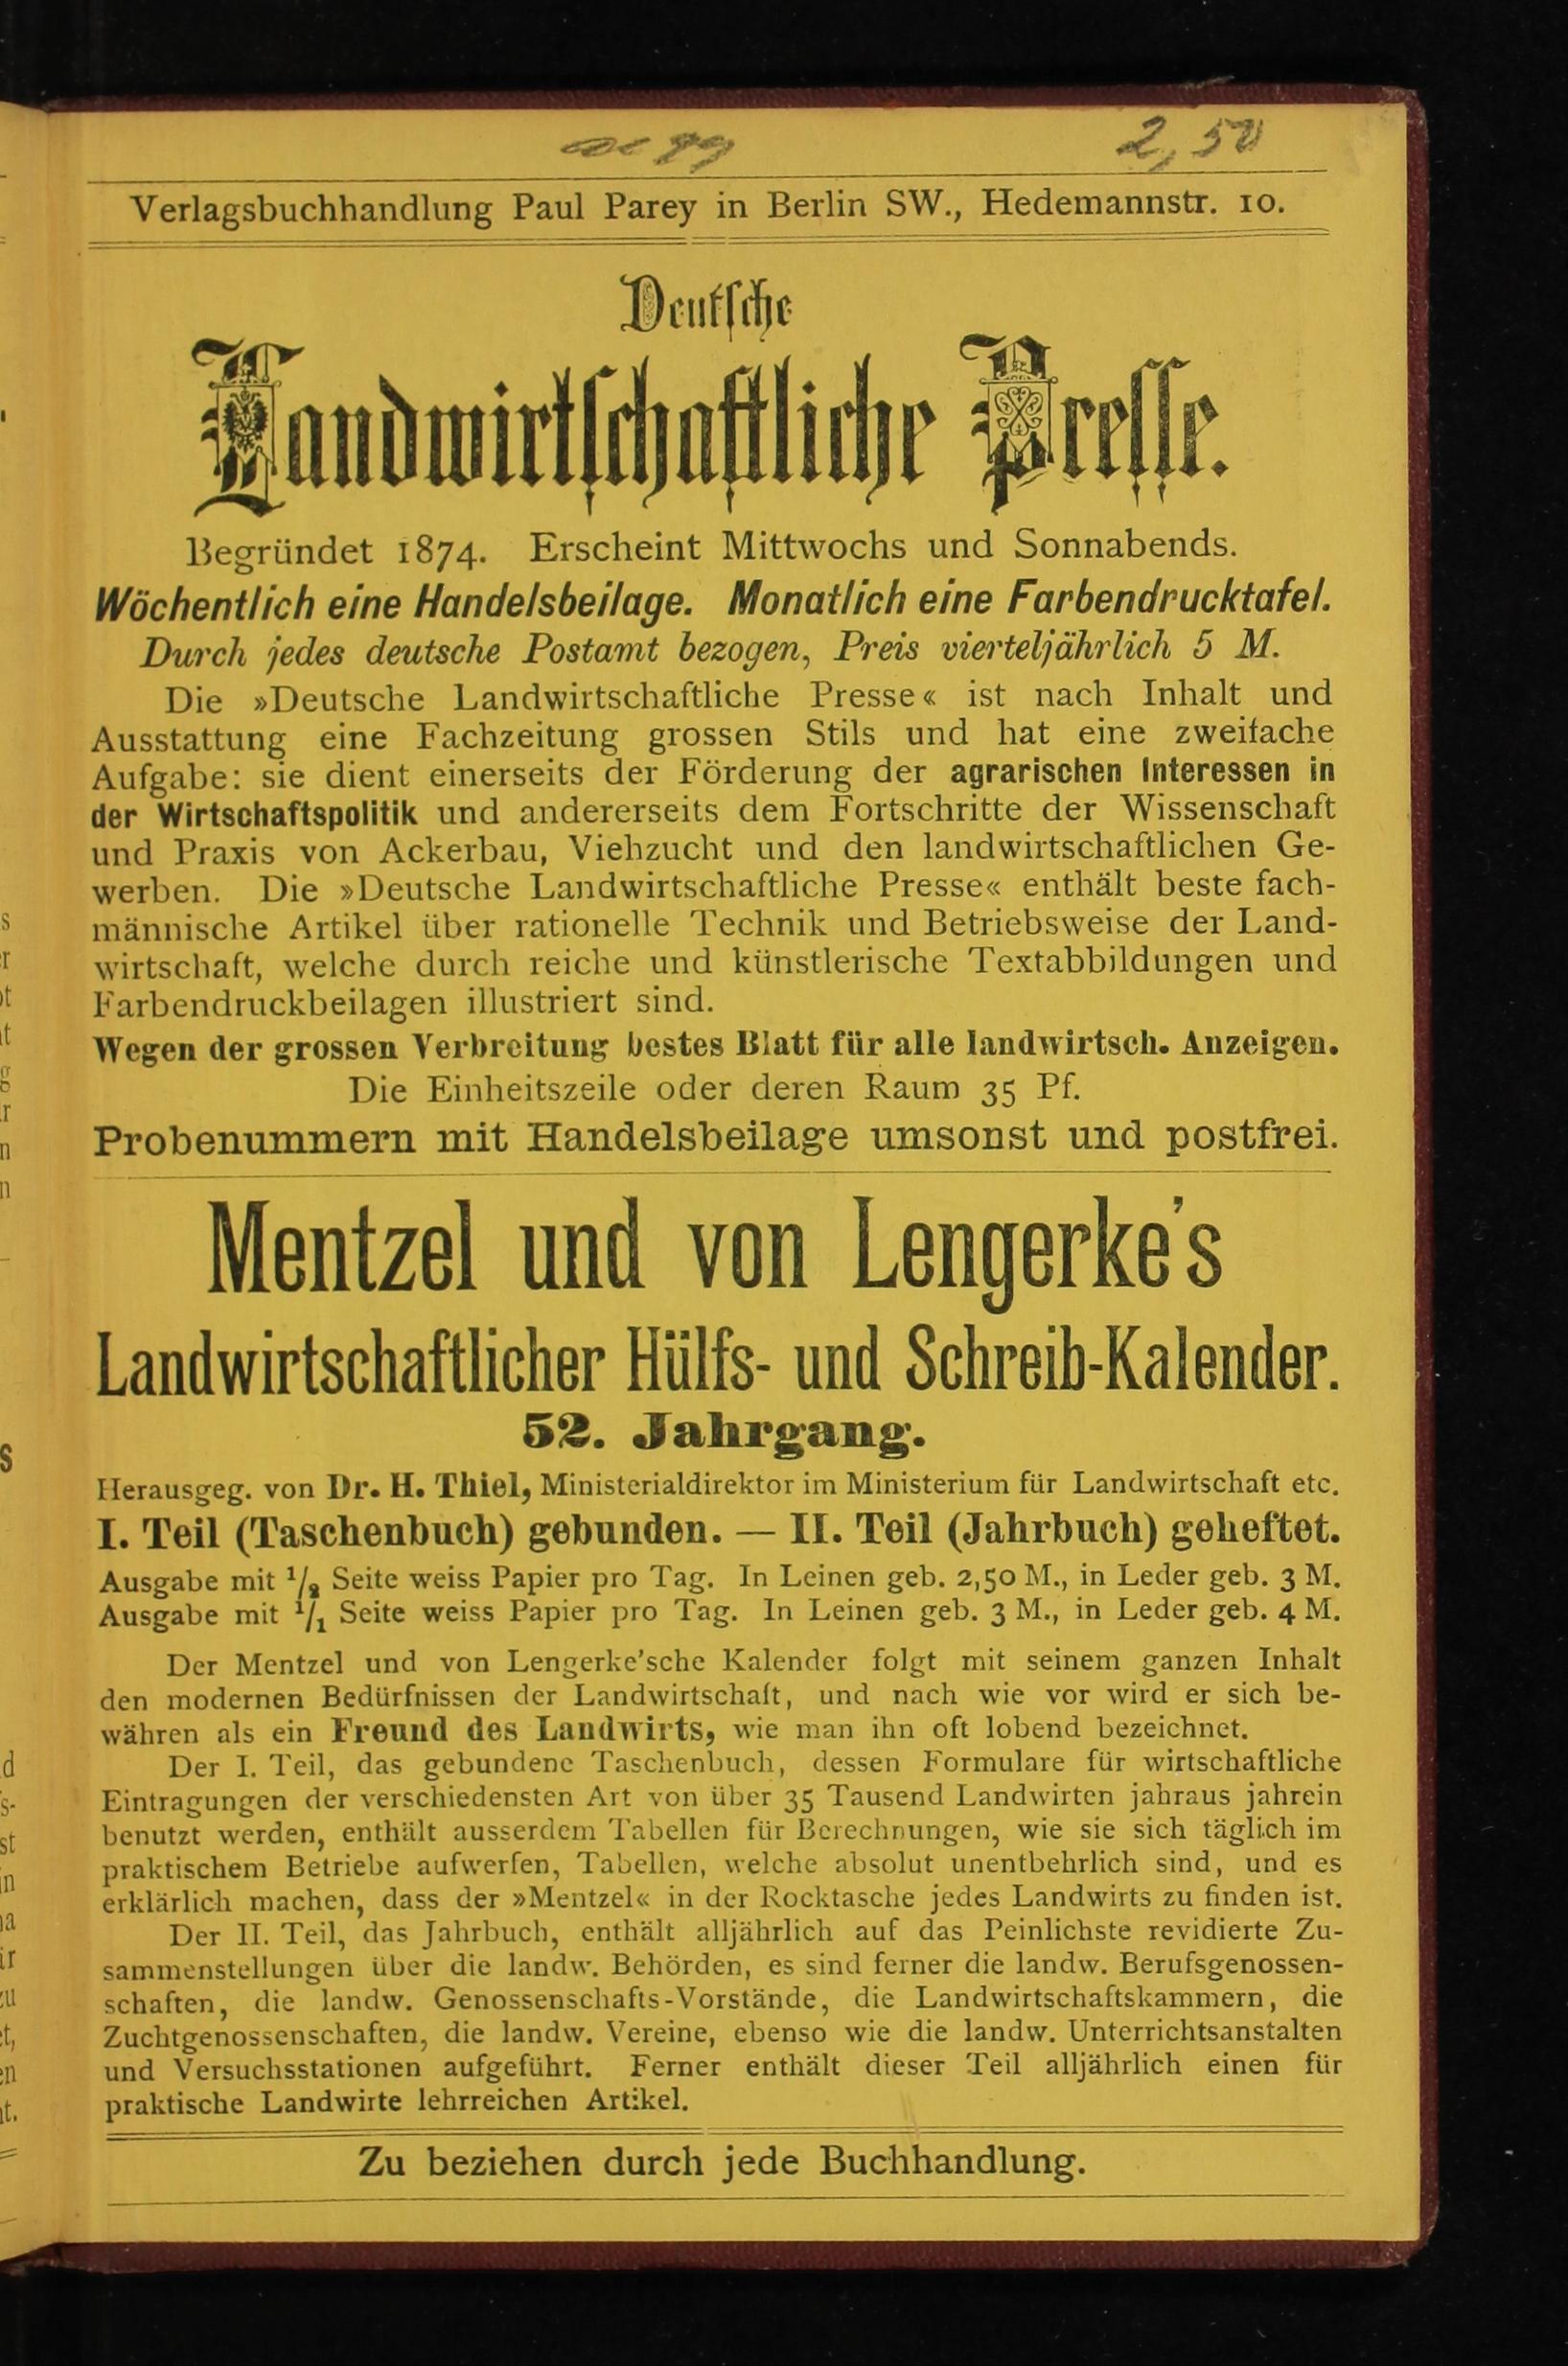 2,50
Verlagsbuchhandlung Paul Parey in Berlin SW., Hedemannstr. 10.
Deutsche
Landwirtschaftliche Presse.
Begründet 1874. Erscheint Mittwochs und Sonnabends.
Wöchentlich eine Handelsbeilage. Monatlich eine Farbendrucktafel.
Durch jedes deutsche Postamt bezogen, Preis vierteljährlich 5 M.
Die »Deutsche Landwirtschaftliche Presse« ist nach Inhalt und
Ausstattung eine Fachzeitung grossen Stils und hat eine zweifache
Aufgabe: sie dient einerseits der Förderung der agrarischen Interessen in
der Wirtschaftspolitik und andererseits dem Fortschritte der Wissenschaft
und Praxis von Ackerbau, Viehzucht und den landwirtschaftlichen Ge-
werben. Die »Deutsche Landwirtschaftliche Presse« enthält beste fach-
männische Artikel über rationelle Technik und Betriebsweise der Land-
wirtschaft, welche durch reiche und künstlerische Textabbildungen und
Farbendruckbeilagen illustriert sind.
Wegen der grossen Verbreitung bestes Blatt für alle landwirtsch. Anzeigen.
Die Einheitszeile oder deren Raum 35 Pf.
Probenummern mit Handelsbeilage umsonst und postfrei.
Mentzel und von Lengerke's
Landwirtschaftlicher Hülfs- und Schreib-Kalender.
52. Jahrgang.
Herausgeg. von Dr. H. Thiel, Ministerialdirektor im Ministerium für Landwirtschaft etc.
I. Teil (Taschenbuch) gebunden. — II. Teil (Jahrbuch) geheftet.
Ausgabe mit 1/2 Seite weiss Papier pro Tag. In Leinen geb. 2,50 M., in Leder geb. 3 M.
Ausgabe mit 1/1 Seite weiss Papier pro Tag. In Leinen geb. 3 M., in Leder geb. 4 M.
Der Mentzel und von Lengerke'sche Kalender folgt mit seinem ganzen Inhalt
den modernen Bedürfnissen der Landwirtschaft, und nach wie vor wird er sich be-
währen als ein Freund des Landwirts, wie man ihn oft lobend bezeichnet.
Der I. Teil, das gebundene Taschenbuch, dessen Formulare für wirtschaftliche
Eintragungen der verschiedensten Art von über 35 Tausend Landwirten jahraus jahrein
benutzt werden, enthält ausserdem Tabellen für Berechnungen, wie sie sich täglich im
praktischem Betriebe aufwerfen, Tabellen, welche absolut unentbehrlich sind, und es
erklärlich machen, dass der »Mentzel« in der Rocktasche jedes Landwirts zu finden ist.
Der II. Teil, das Jahrbuch, enthält alljährlich auf das Peinlichste revidierte Zu-
sammenstellungen über die landw. Behörden, es sind ferner die landw. Berufsgenossen-
schaften, die landw. Genossenschafts-Vorstände, die Landwirtschaftskammern, die
Zuchtgenossenschaften, die landw. Vereine, ebenso wie die landw. Unterrichtsanstalten
und Versuchsstationen aufgeführt. Ferner enthält dieser Teil alljährlich einen für
praktische Landwirte lehrreichen Artikel.
Zu beziehen durch jede Buchhandlung.